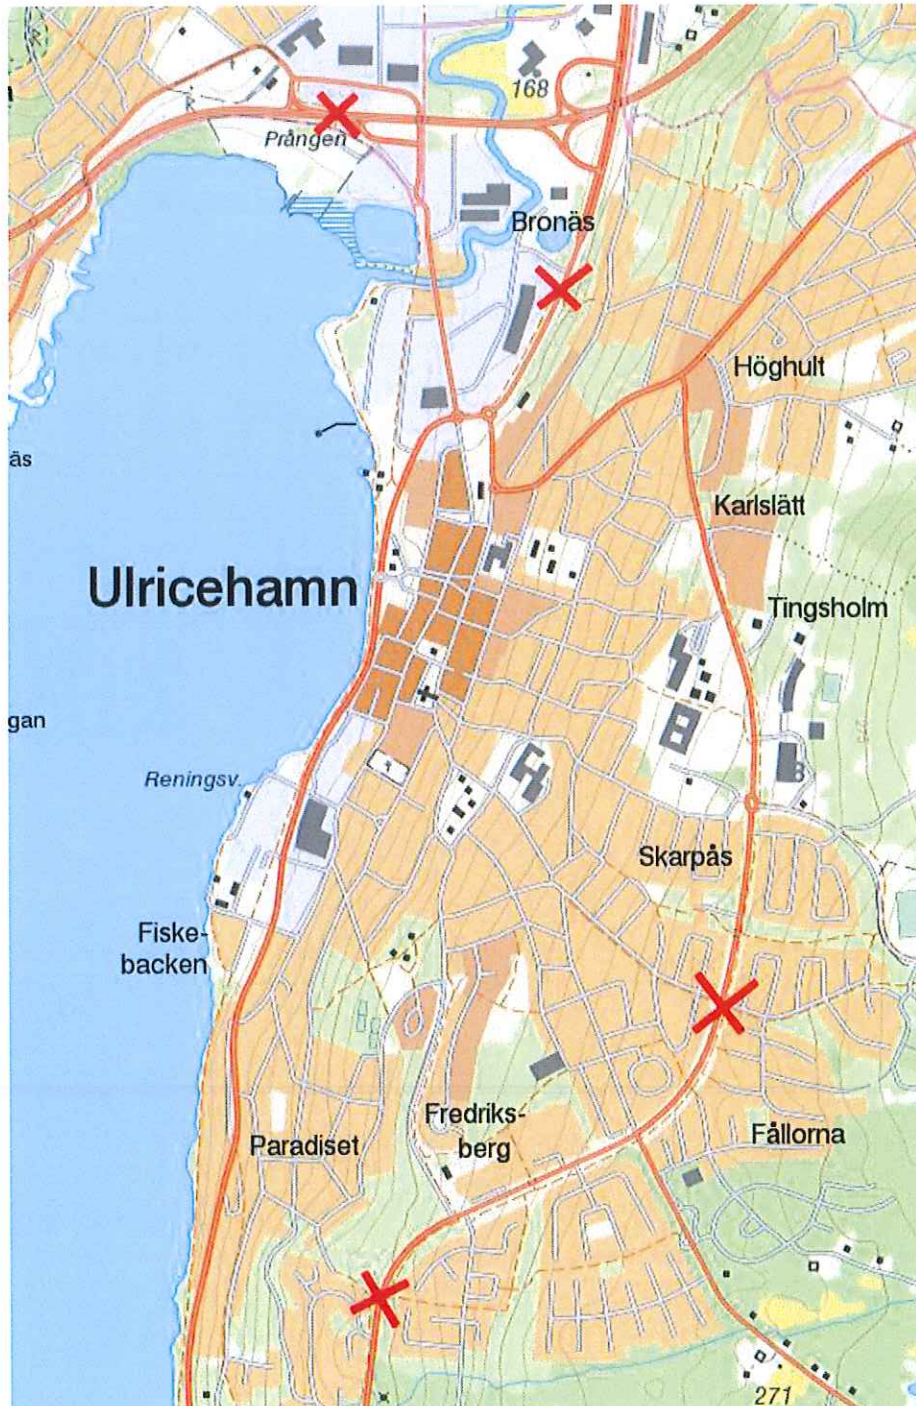 168
Prången
Bronäs
Höghult
äs
Karlslätt
Ulricehamn
Tingsholm
gan
Reningsv.
Skarpås
Fiske-
backen
Fredriks-
berg
Paradiset
Fållorna
271